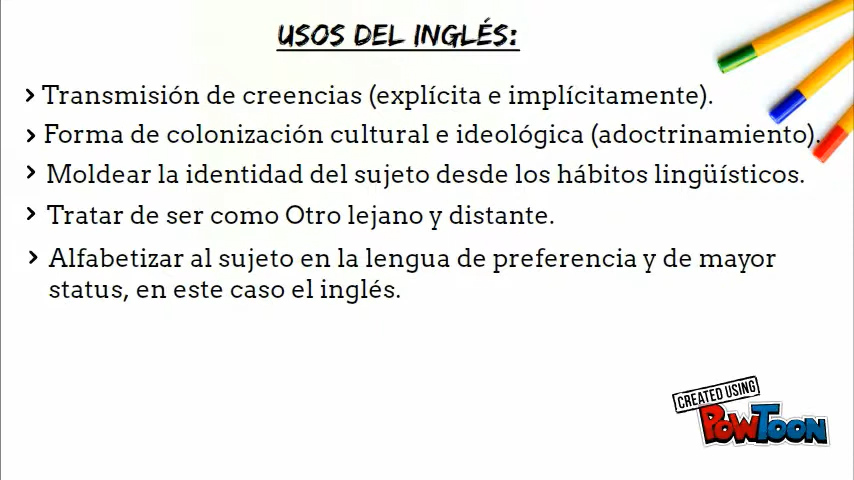 USOS DEL INGLÉS:
Transmisión de creencias (explícita e implícitamente).
Forma de colonización cultural e ideológica (adoctrinamiento).
Moldear la identidad del sujeto desde los hábitos lingüísticos.
Tratar de ser como Otro lejano y distante.
Alfabetizar al sujeto en la lengua de preferencia y de mayor
status, en este caso el inglés.
CREATED USING
POWTOON